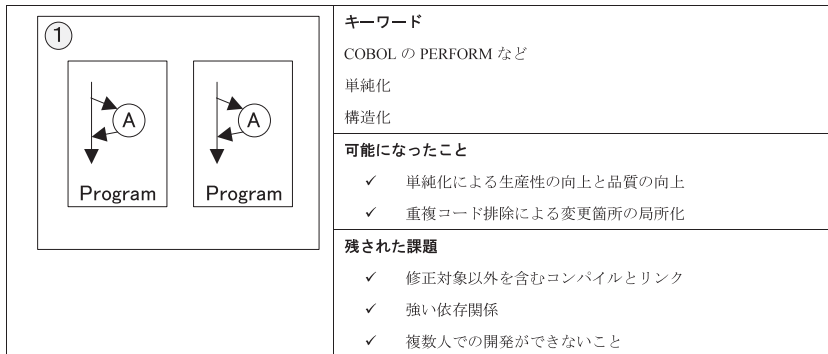 1
A
A
Program
Program
キーワード
COBOL の PERFORM など
単純化
構造化
可能になったこと
✓ 単純化による生産性の向上と品質の向上
✓ 重複コード排除による変更箇所の局所化
残された課題
✓ 修正対象以外を含むコンパイルとリンク
✓ 強い依存関係
✓ 複数人での開発ができないこと